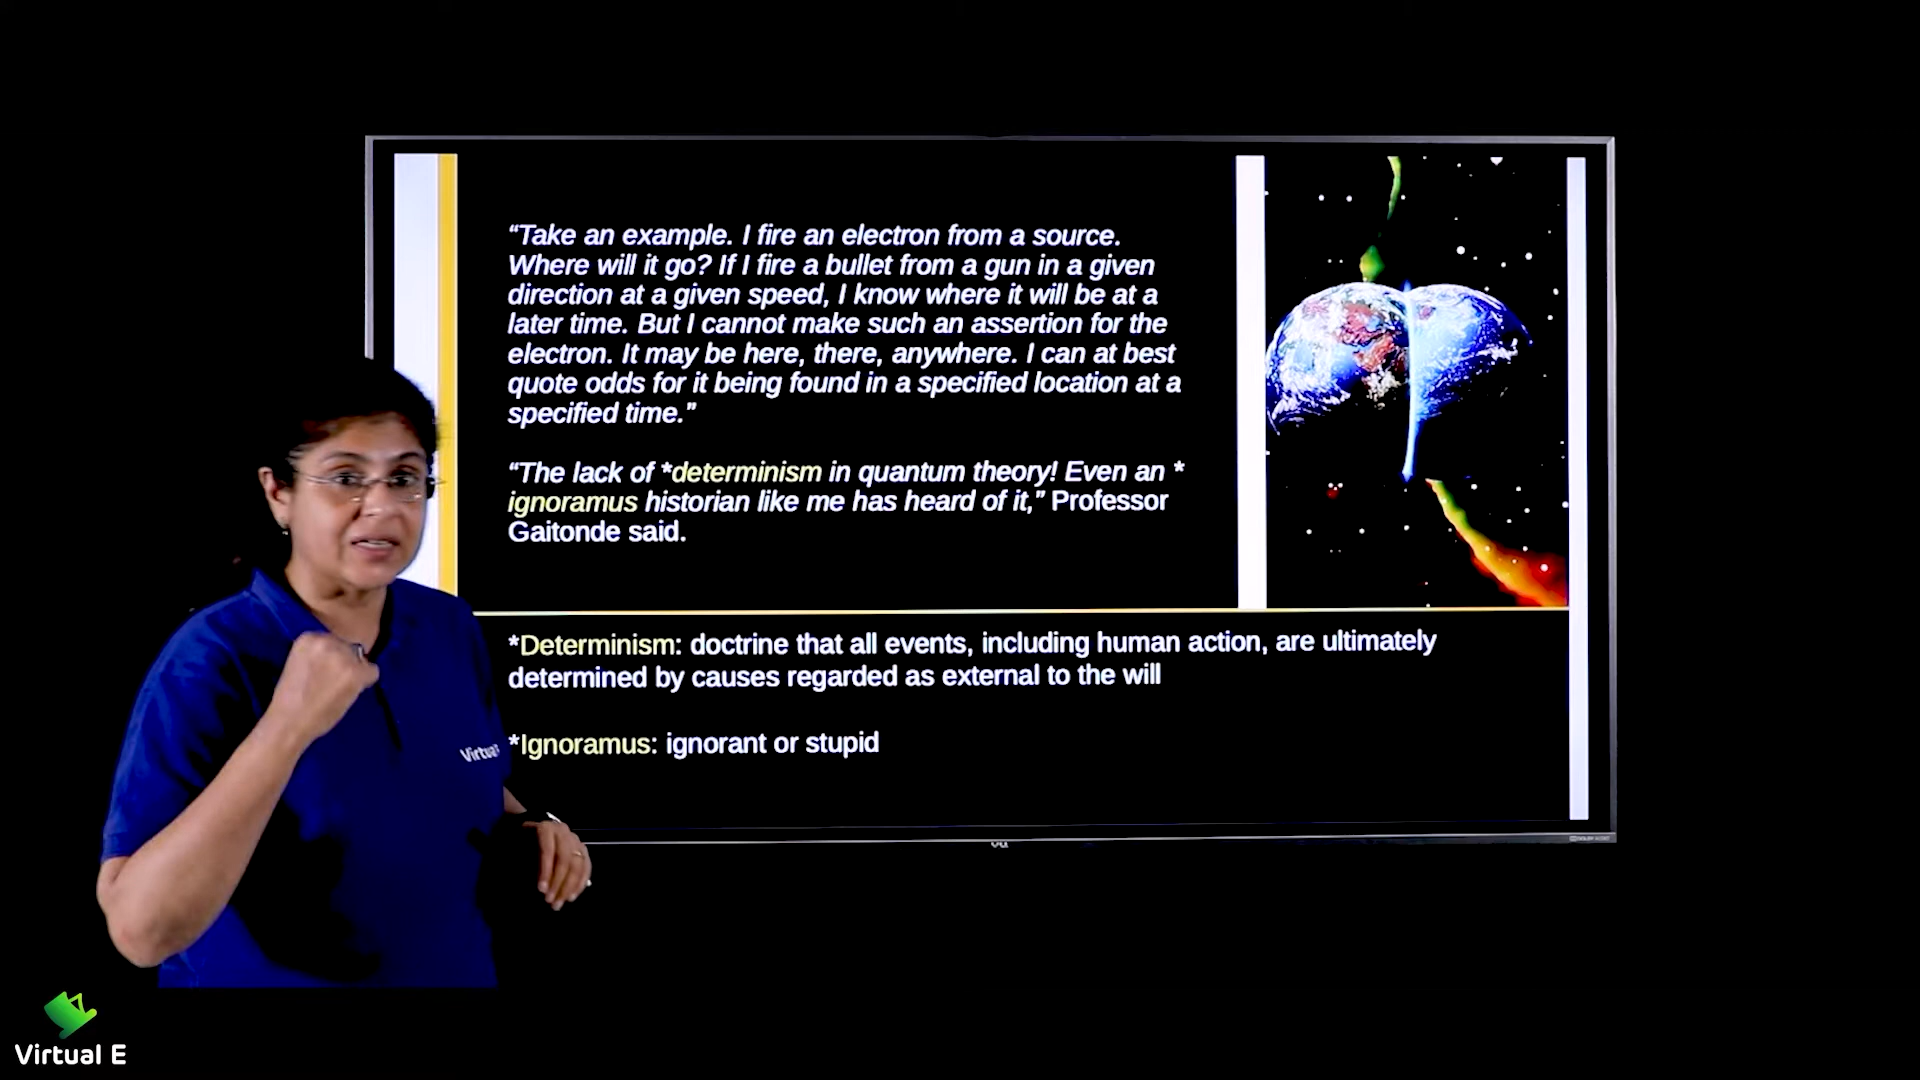 “Take an example. I fire an electron from a source.
Where will it go? If I fire a bullet from a gun in a given
direction at a given speed, I know where it will be at a
later time. But I cannot make such an assertion for the
electron. It may be here, there, anywhere. I can at best
quote odds for it being found in a specified location at a
specified time."
“The lack of *determinism in quantum theory! Even an *
ignoramus historian like me has heard of it,” Professor
Gaitonde said.
*Determinism: doctrine that all events, including human action, are ultimately
determined by causes regarded as external to the will
*Ignoramus: ignorant or stupid
Virtual
Virtual E